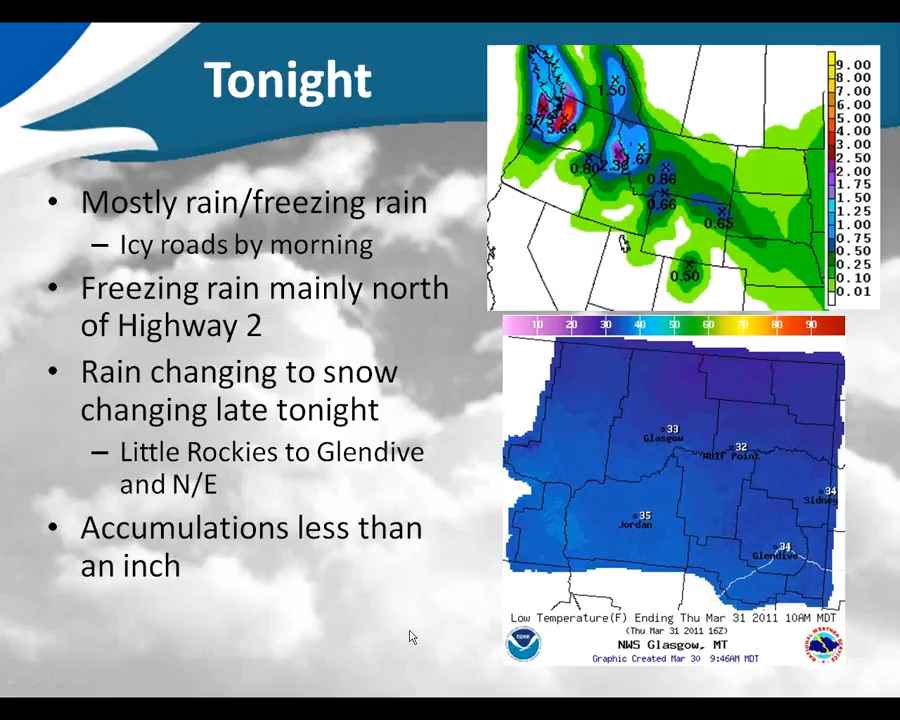 Tonight
• Mostly rain/freezing rain
– Icy roads by morning
• Freezing rain mainly north
of Highway 2
• Rain changing to snow
changing late tonight
– Little Rockies to Glendive
and N/E
• Accumulations less than
an inch
1.50
5.64
0.80
2.36
0.86
0.66
0.65
0.50
9.00
8.00
7.00
6.00
5.00
4.00
3.00
2.50
2.00
1.75
1.50
1.25
1.00
0.75
0.50
0.25
0.10
0.01
10 20 30 40 50 60 70 80 90
33
Glasgow
32
Wolf Point
34
Sidney
35
Jordan
34
Glendive
Low Temperature(F) Ending Thu Mar 31 2011 10AM MDT
(Thu Mar 31 2011 16Z)
NWS Glasgow, MT
Graphic Created Mar 30 9:46AM MDT